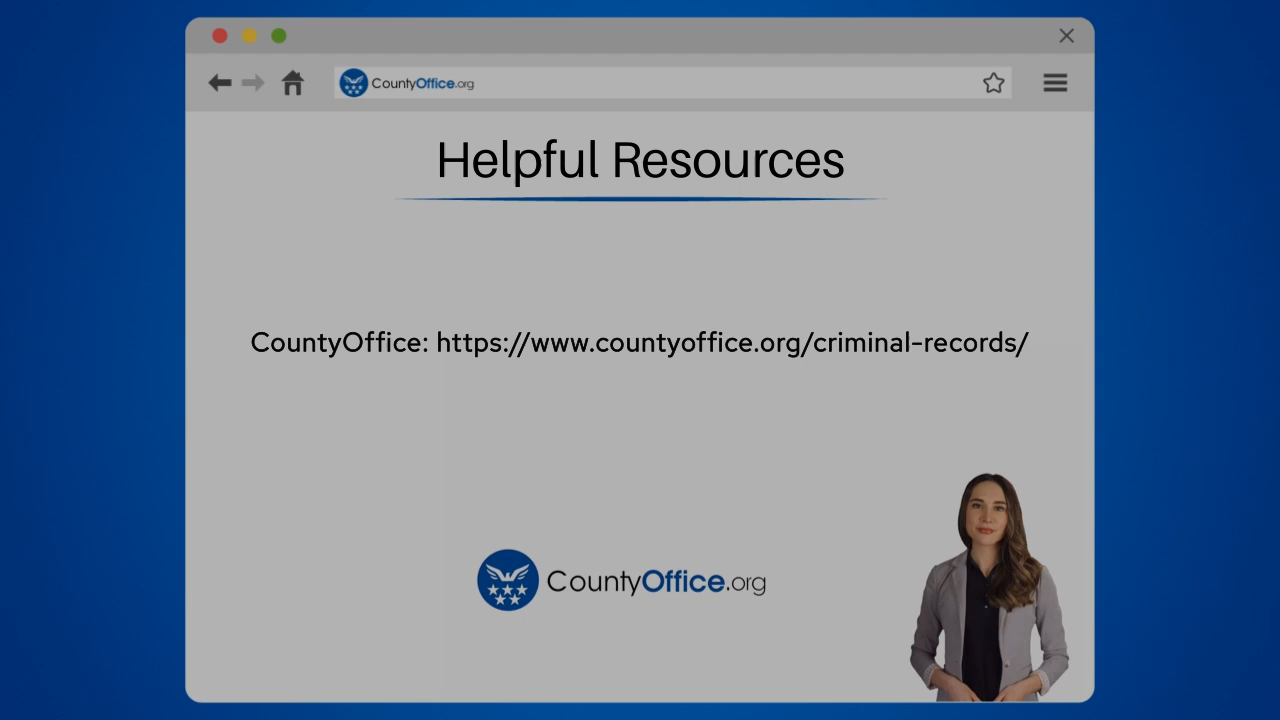 CountyOffice.org
Helpful Resources
CountyOffice: https://www.countyoffice.org/criminal-records/
CountyOffice.org